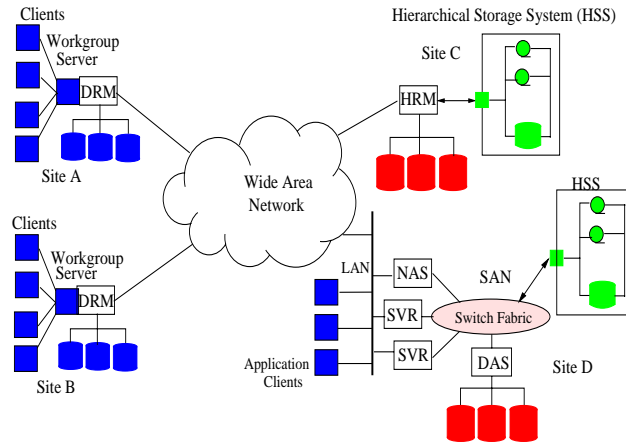 Clients
Workgroup
Server
DRM
Site A
Hierarchical Storage System (HSS)
Site C
HRM
Wide Area
Network
Clients
Workgroup
Server
DRM
Site B
HSS
LAN
NAS
SAN
SVR
Switch Fabric
SVR
Application
Clients
DAS
Site D